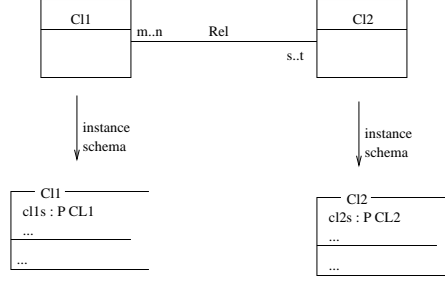 Cl1
Cl2
m..n
Rel
s..t
instance
schema
instance
schema
Cl1
cl1s : P CL1
...
...
Cl2
cl2s : P CL2
...
...